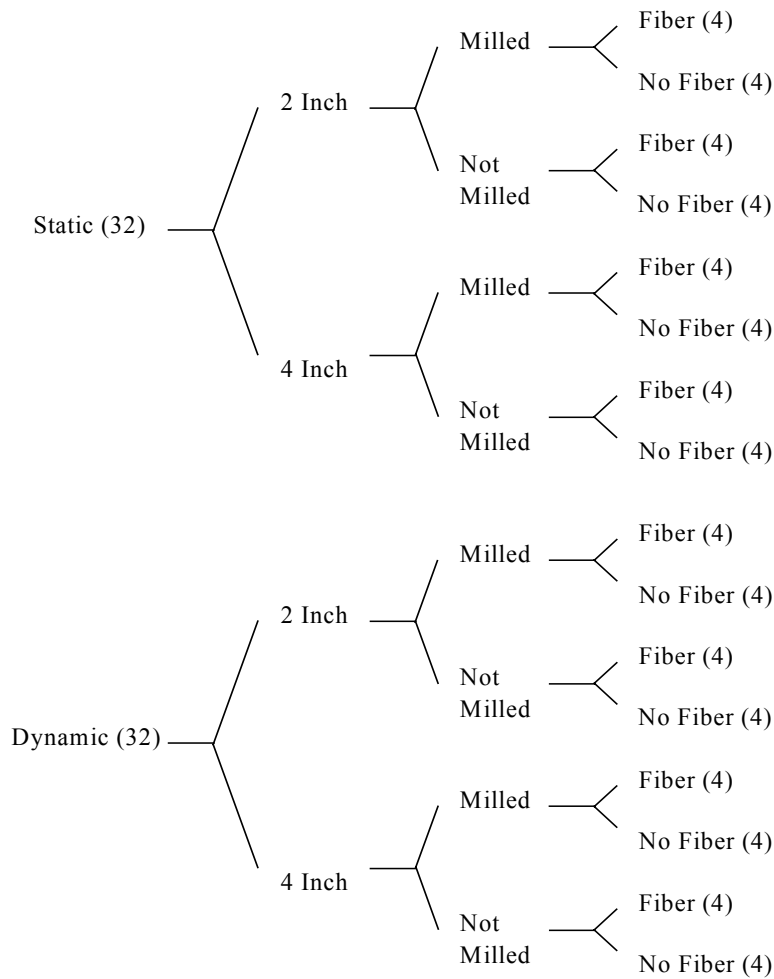 Static (32)
2 Inch
Milled
Fiber (4)
No Fiber (4)
Not
Milled
Fiber (4)
No Fiber (4)
4 Inch
Milled
Fiber (4)
No Fiber (4)
Not
Milled
Fiber (4)
No Fiber (4)
Dynamic (32)
2 Inch
Milled
Fiber (4)
No Fiber (4)
Not
Milled
Fiber (4)
No Fiber (4)
4 Inch
Milled
Fiber (4)
No Fiber (4)
Not
Milled
Fiber (4)
No Fiber (4)